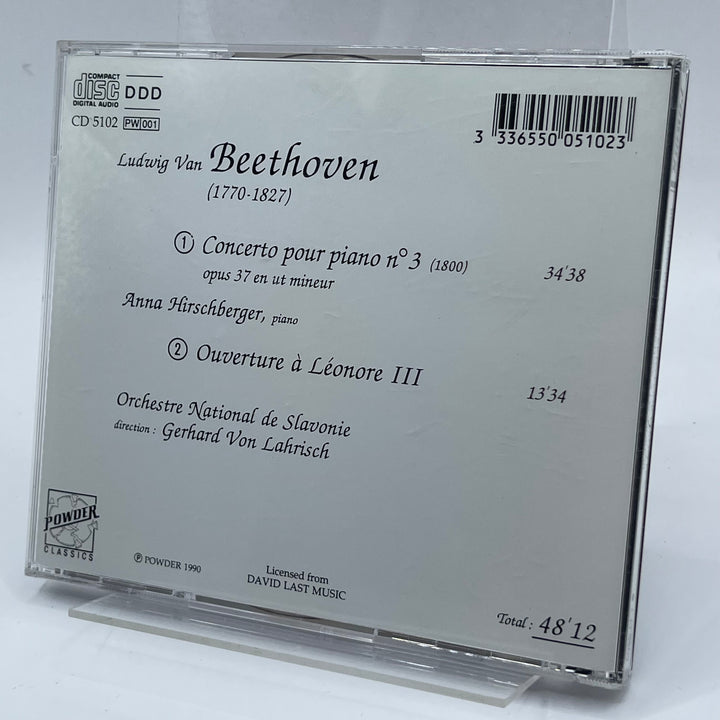 COMPACT
disc DDD
DIGITAL AUDIO
CD 5102 PW 001
3 336550 051023
Ludwig Van Beethoven
(1770-1827)
1 Concerto pour piano n° 3 (1800) 34'38
opus 37 en ut mineur
Anna Hirschberger, piano
2 Ouverture à Léonore III 13'34
Orchestre National de Slavonie
direction : Gerhard Von Lahrisch
POWDER
CLASSICS
Ⓟ POWDER 1990
Licensed from
DAVID LAST MUSIC
Total : 48'12